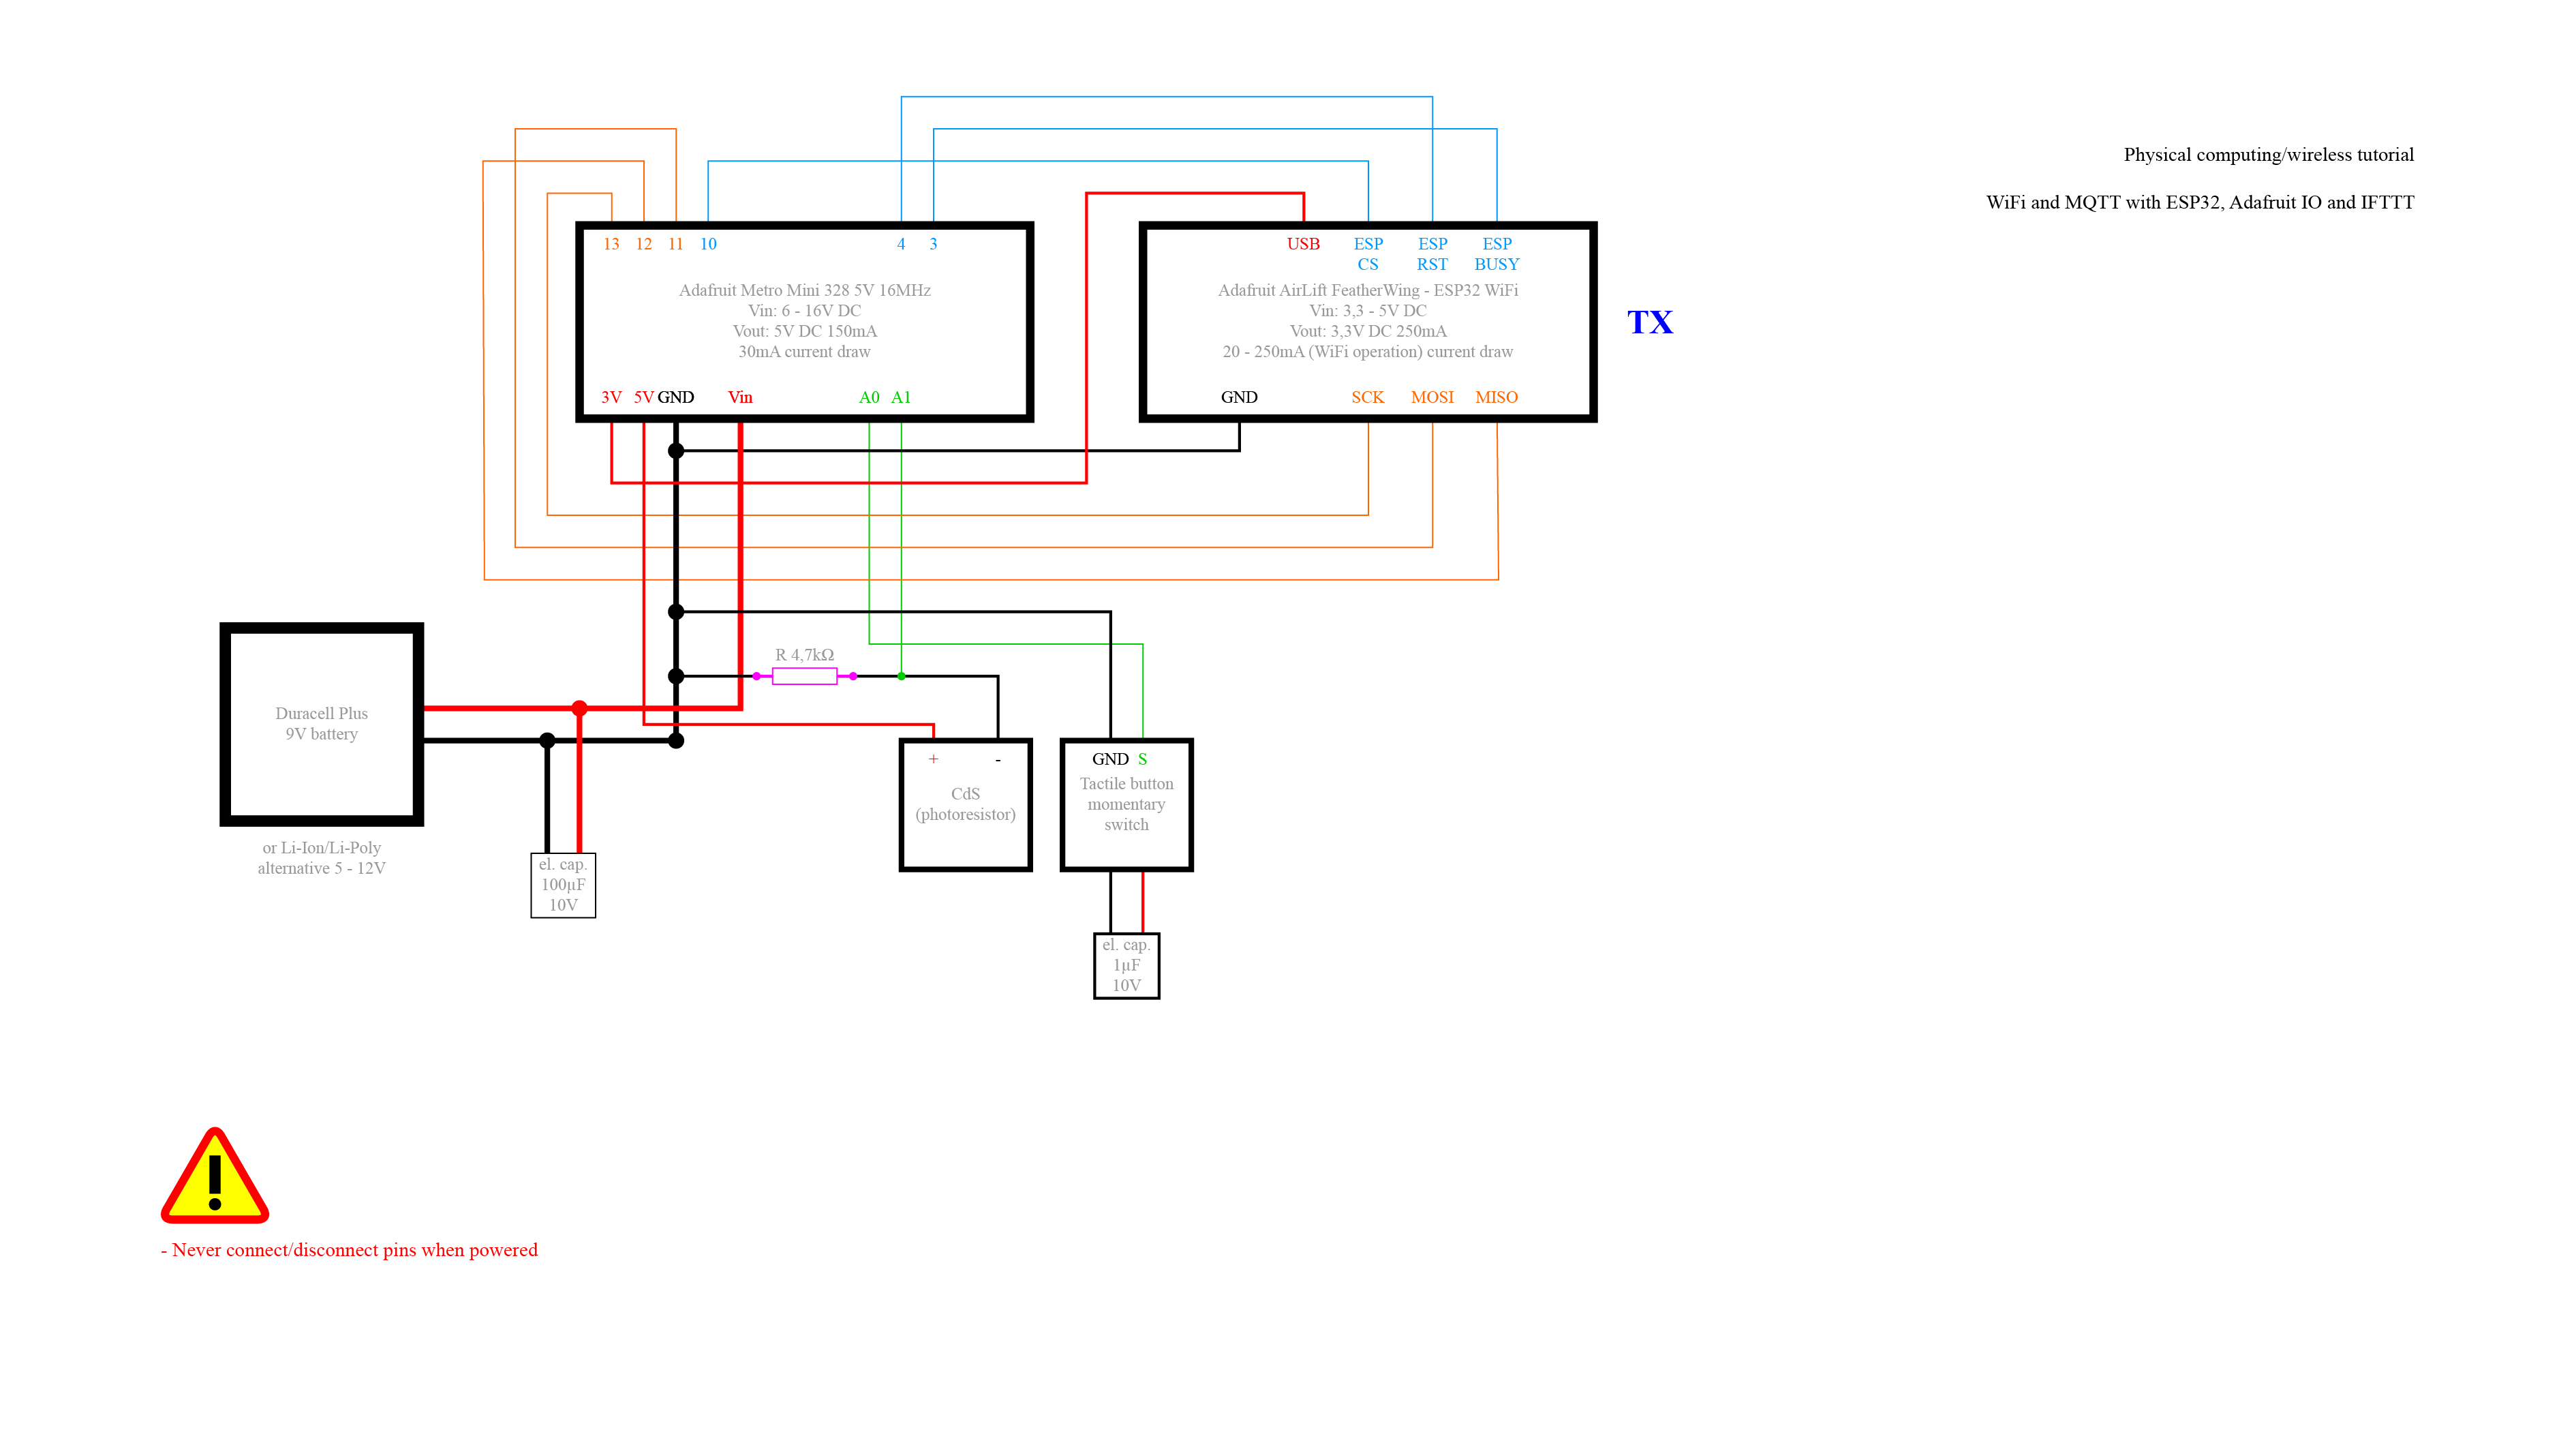 Physical computing/wireless tutorial
WiFi and MQTT with ESP32, Adafruit IO and IFTTT
13 12 11 10 4 3
Adafruit Metro Mini 328 5V 16MHz
Vin: 6 - 16V DC
Vout: 5V DC 150mA
30mA current draw
3V 5V GND Vin A0 A1
USB ESP ESP ESP
CS RST BUSY
Adafruit AirLift FeatherWing - ESP32 WiFi
Vin: 3,3 - 5V DC
Vout: 3,3V DC 250mA
20 - 250mA (WiFi operation) current draw
GND SCK MOSI MISO
TX
R 4,7kΩ
Duracell Plus
9V battery
or Li-Ion/Li-Poly
alternative 5 - 12V
el. cap.
100µF
10V
+ -
CdS
(photoresistor)
GND S
Tactile button
momentary
switch
el. cap.
1µF
10V
!
- Never connect/disconnect pins when powered